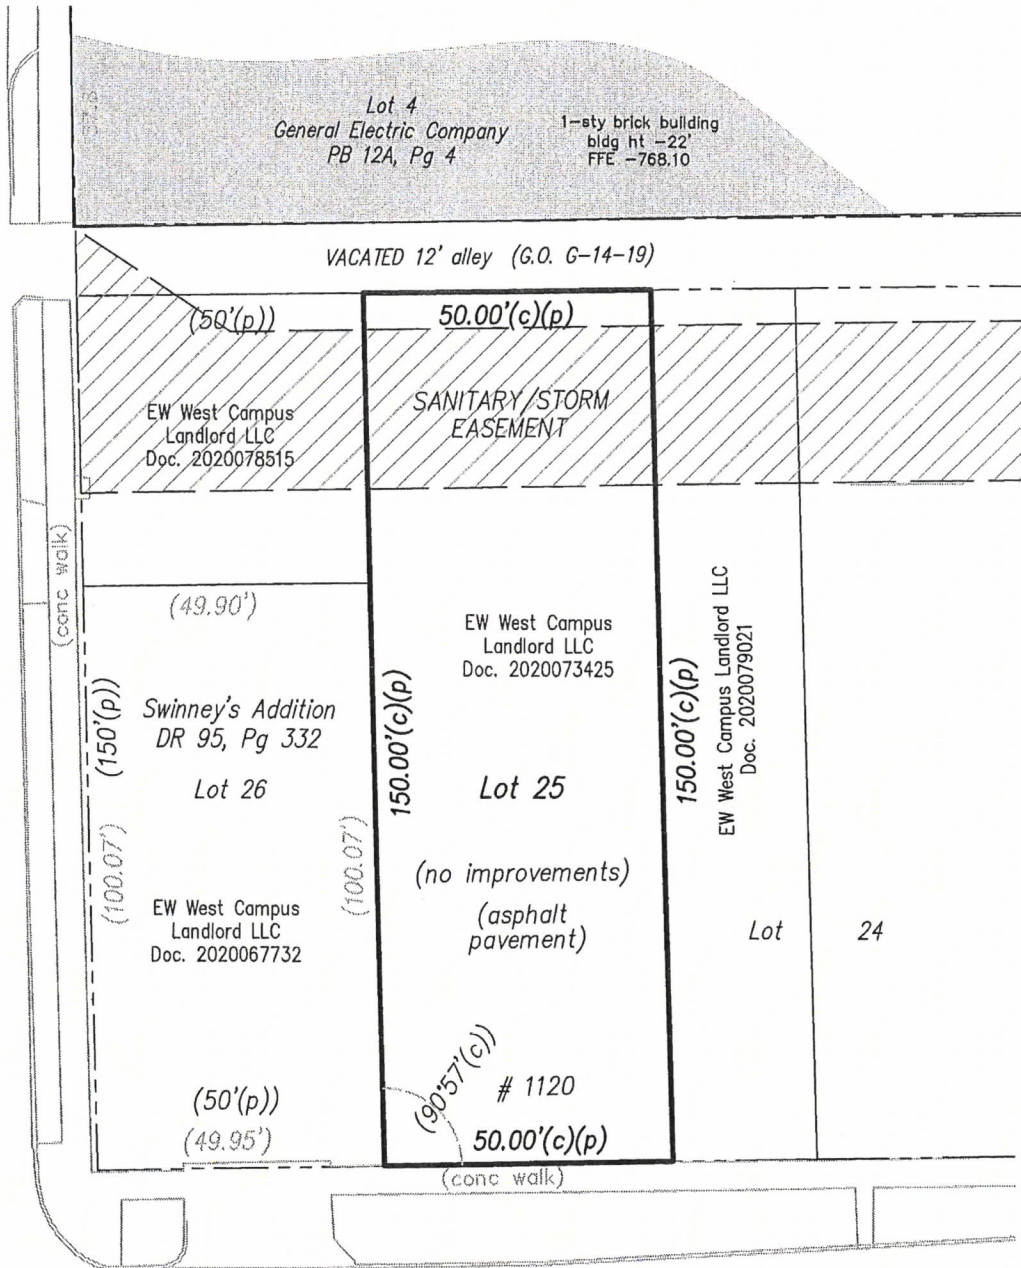 Lot 4
General Electric Company
PB 12A, Pg 4
1-sty brick building
bldg ht -22'
FFE -768.10
VACATED 12' alley (G.O. G-14-19)
(50'(p))
50.00'(c)(p)
SANITARY/STORM
EASEMENT
EW West Campus
Landlord LLC
Doc. 2020078515
(conc walk)
(49.90')
EW West Campus
Landlord LLC
Doc. 2020073425
EW West Campus Landlord LLC
Doc. 2020079021
(150'(p))
Swinney's Addition
DR 95, Pg 332
Lot 26
150.00'(c)(p)
Lot 25
150.00'(c)(p)
(100.07')
(100.07')
(no improvements)
(asphalt
pavement)
EW West Campus
Landlord LLC
Doc. 2020067732
Lot 24
(50'(p))
(49.95')
(90°57'(c))
# 1120
50.00'(c)(p)
(conc walk)